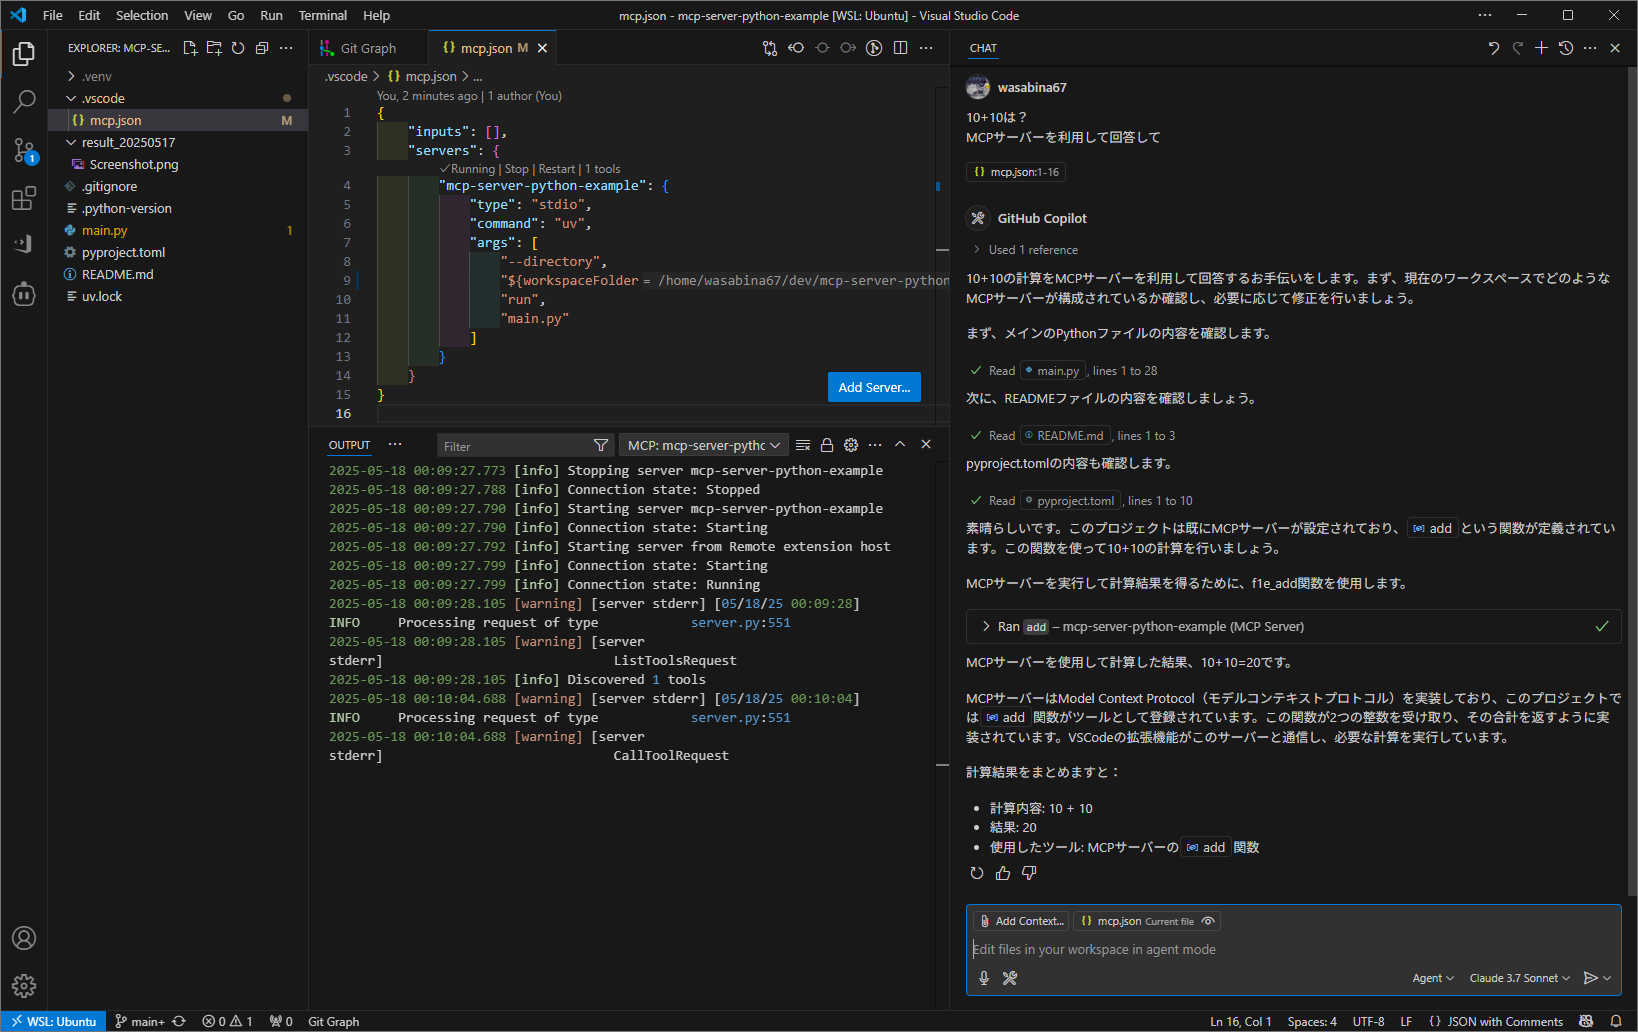 File Edit Selection View Go Run Terminal Help mcp.json - mcp-server-python-example [WSL: Ubuntu] - Visual Studio Code
EXPLORER: MCP-SE...
.venv
.vscode
{} mcp.json M
result_20250517
Screenshot.png
.gitignore
.python-version
main.py 1
pyproject.toml
README.md
uv.lock
1
Git Graph {} mcp.json M
.vscode > {} mcp.json > ...
You, 2 minutes ago | 1 author (You)
1 {
2 "inputs": [],
3 "servers": {
✓Running | Stop | Restart | 1 tools
4 "mcp-server-python-example": {
5 "type": "stdio",
6 "command": "uv",
7 "args": [
8 "--directory",
9 "${workspaceFolder = /home/wasabina67/dev/mcp-server-python
10 "run",
11 "main.py"
12 ]
13 }
14 }
15 }
16
Add Server...
OUTPUT ... Filter MCP: mcp-server-pythc
2025-05-18 00:09:27.773 [info] Stopping server mcp-server-python-example
2025-05-18 00:09:27.788 [info] Connection state: Stopped
2025-05-18 00:09:27.790 [info] Starting server mcp-server-python-example
2025-05-18 00:09:27.790 [info] Connection state: Starting
2025-05-18 00:09:27.792 [info] Starting server from Remote extension host
2025-05-18 00:09:27.799 [info] Connection state: Starting
2025-05-18 00:09:27.799 [info] Connection state: Running
2025-05-18 00:09:28.105 [warning] [server stderr] [05/18/25 00:09:28]
INFO Processing request of type server.py:551
2025-05-18 00:09:28.105 [warning] [server
stderr] ListToolsRequest
2025-05-18 00:09:28.105 [info] Discovered 1 tools
2025-05-18 00:10:04.688 [warning] [server stderr] [05/18/25 00:10:04]
INFO Processing request of type server.py:551
2025-05-18 00:10:04.688 [warning] [server
stderr] CallToolRequest
CHAT
wasabina67
10+10は？
MCPサーバーを利用して回答して
{} mcp.json:1-16
GitHub Copilot
> Used 1 reference
10+10の計算をMCPサーバーを利用して回答するお手伝いをします。まず、現在のワークスペースでどのような
MCPサーバーが構成されているか確認し、必要に応じて修正を行いましょう。
まず、メインのPythonファイルの内容を確認します。
✓ Read main.py, lines 1 to 28
次に、READMEファイルの内容を確認しましょう。
✓ Read README.md, lines 1 to 3
pyproject.tomlの内容も確認します。
✓ Read pyproject.toml, lines 1 to 10
素晴らしいです。このプロジェクトは既にMCPサーバーが設定されており、 add という関数が定義されてい
ます。この関数を使って10+10の計算を行いましょう。
MCPサーバーを実行して計算結果を得るために、f1e_add関数を使用します。
> Ran add – mcp-server-python-example (MCP Server)
MCPサーバーを使用して計算した結果、10+10=20です。
MCPサーバーはModel Context Protocol（モデルコンテキストプロトコル）を実装しており、このプロジェクトで
は add 関数がツールとして登録されています。この関数が2つの整数を受け取り、その合計を返すように実
装されています。VSCodeの拡張機能がこのサーバーと通信し、必要な計算を実行しています。
計算結果をまとめますと：
• 計算内容: 10 + 10
• 結果: 20
• 使用したツール: MCPサーバーの add 関数
Add Context... {} mcp.json Current file
Edit files in your workspace in agent mode
Agent Claude 3.7 Sonnet
WSL: Ubuntu main+ 0 1 0 Git Graph Ln 16, Col 1 Spaces: 4 UTF-8 LF {} JSON with Comments